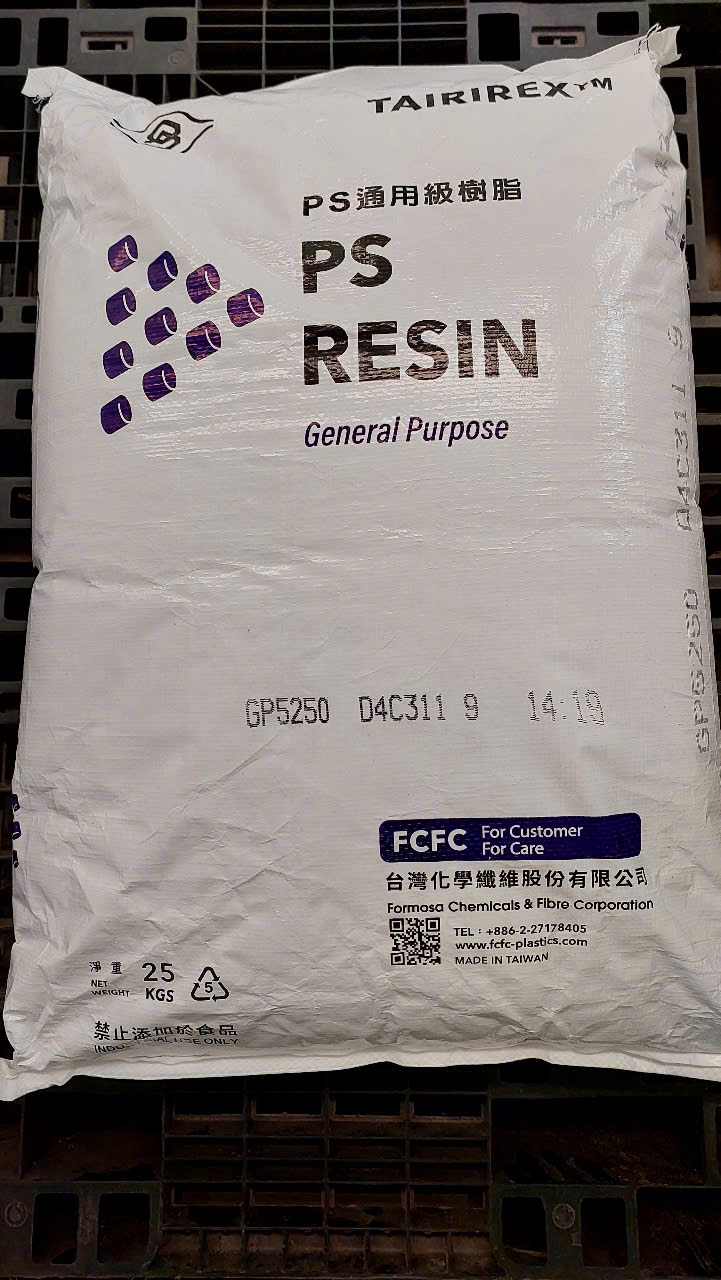 TAIRIREX™
PS通用級樹脂
PS
RESIN
General Purpose
GP5250 D4C311 9 14:19
GP5250 D4C311 9
FCFC For Customer
For Care
台灣化學纖維股份有限公司
Formosa Chemicals & Fibre Corporation
TEL：+886-2-27178405
www.fcfc-plastics.com
MADE IN TAIWAN
淨重 25
NET
WEIGHT KGS
5
禁止添加於食品
USE ONLY